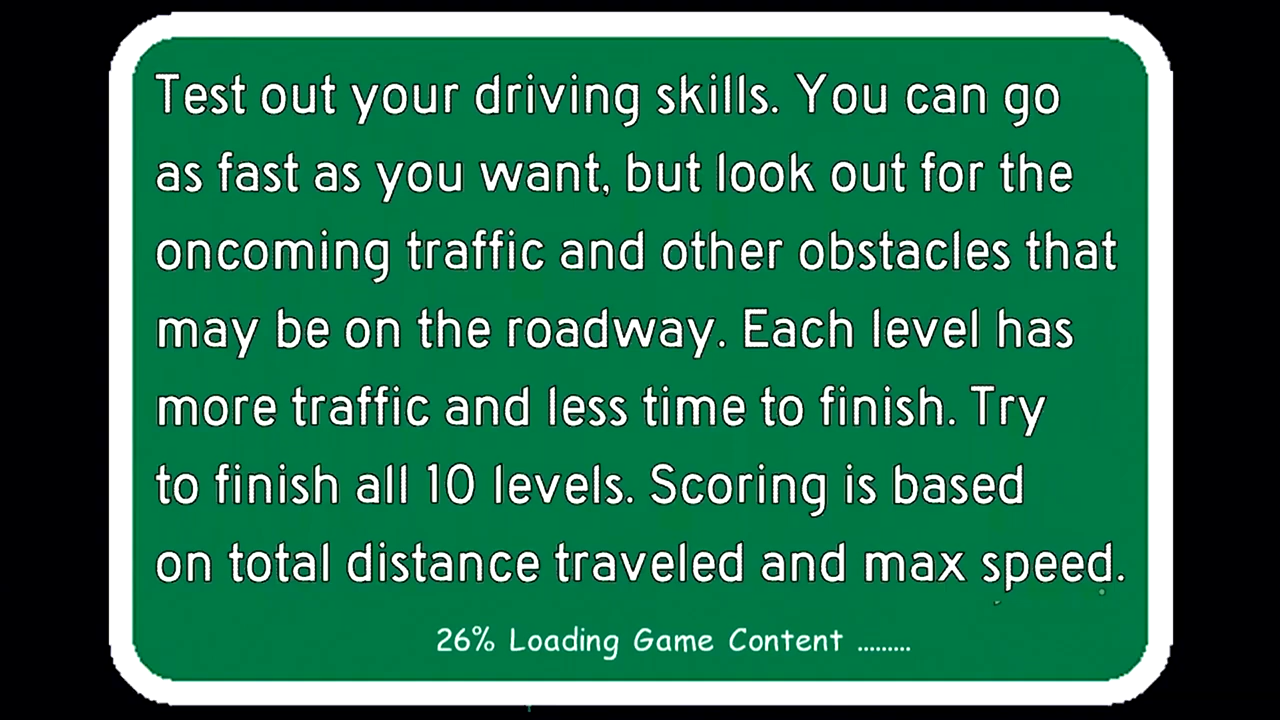 Test out your driving skills. You can go
as fast as you want, but look out for the
oncoming traffic and other obstacles that
may be on the roadway. Each level has
more traffic and less time to finish. Try
to finish all 10 levels. Scoring is based
on total distance traveled and max speed.
26% Loading Game Content .........